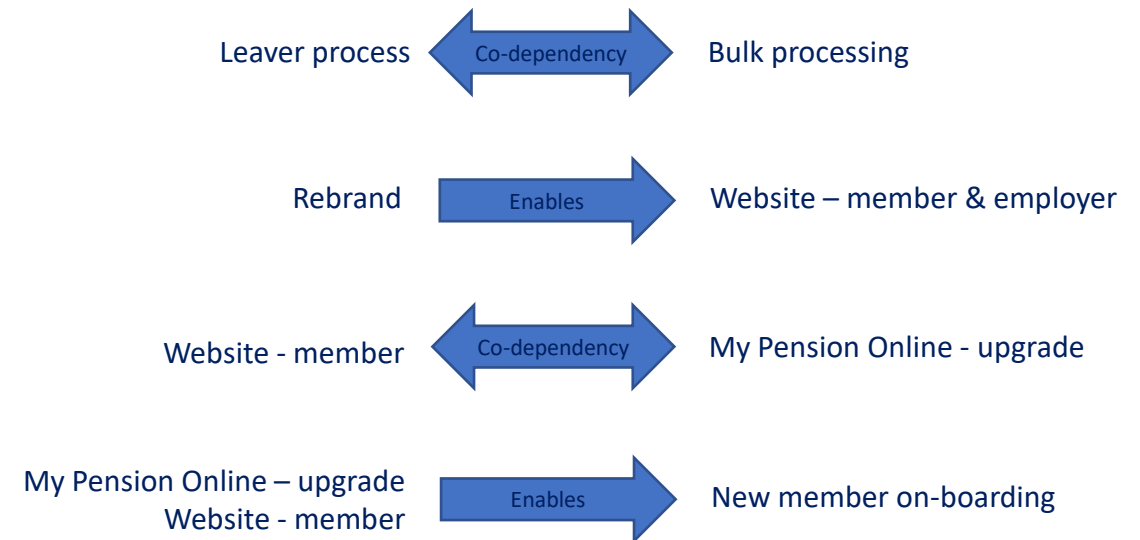 Leaver process Co-dependency Bulk processing
Rebrand Enables Website – member & employer
Website - member Co-dependency My Pension Online - upgrade
My Pension Online – upgrade
Website - member Enables New member on-boarding